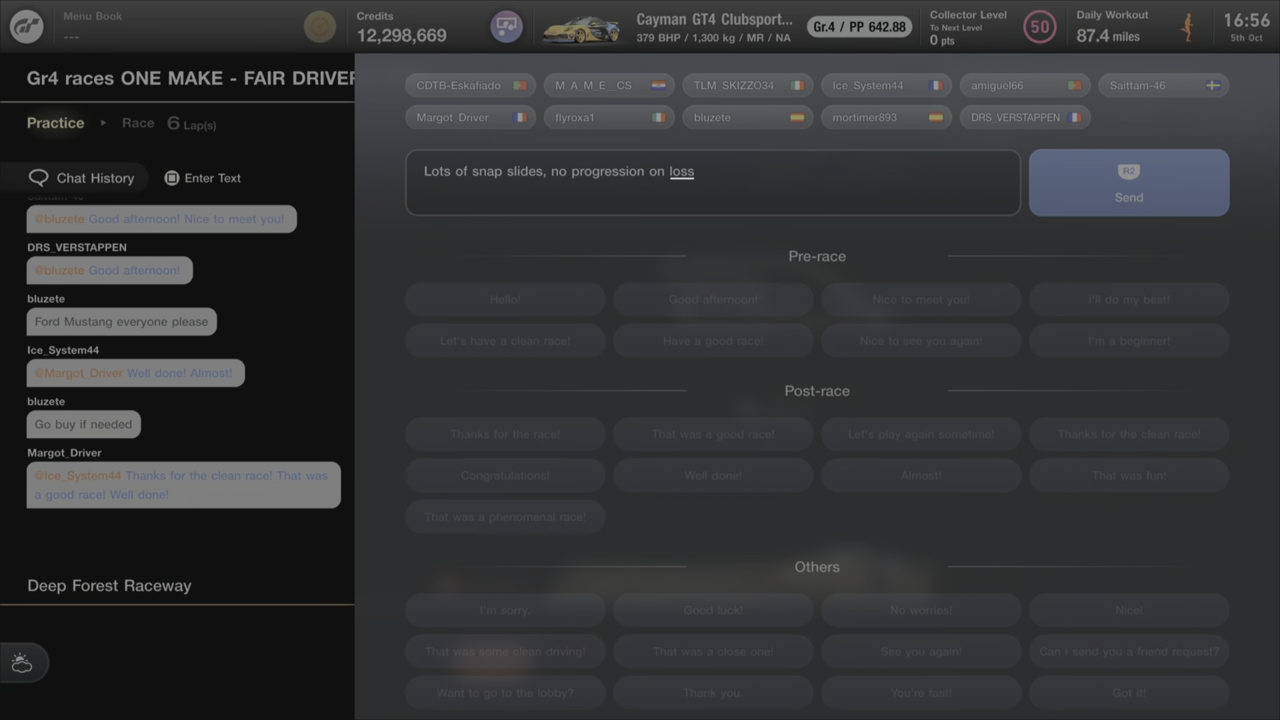 Menu Book
---
Credits
12,298,669
Cayman GT4 Clubsport...
379 BHP / 1,300 kg / MR / NA
Gr.4 / PP 642.88
Collector Level
To Next Level
0 pts
50
Daily Workout
87.4 miles
16:56
5th Oct
Gr4 races ONE MAKE - FAIR DRIVER
Practice ▸ Race 6 Lap(s)
Chat History Enter Text
@bluzete Good afternoon! Nice to meet you!
DRS_VERSTAPPEN
@bluzete Good afternoon!
bluzete
Ford Mustang everyone please
Ice_System44
@Margot_Driver Well done! Almost!
bluzete
Go buy if needed
Margot_Driver
@Ice_System44 Thanks for the clean race! That was
a good race! Well done!
Deep Forest Raceway
CDTB-Eskafiado M_A_M_E__CS TLM_SKIZZO34 Ice_System44 amiguel66 Saittam-46
Margot_Driver flyroxa1 bluzete mortimer893 DRS_VERSTAPPEN
Lots of snap slides, no progression on loss
R2
Send
Pre-race
Hello! Good afternoon! Nice to meet you! I'll do my best!
Let's have a clean race! Have a good race! Nice to see you again! I'm a beginner!
Post-race
Thanks for the race! That was a good race! Let's play again sometime! Thanks for the clean race!
Congratulations! Well done! Almost! That was fun!
That was a phenomenal race!
Others
I'm sorry. Good luck! No worries! Nice!
That was some clean driving! That was a close one! See you again! Can I send you a friend request?
Want to go to the lobby? Thank you. You're fast! Got it!